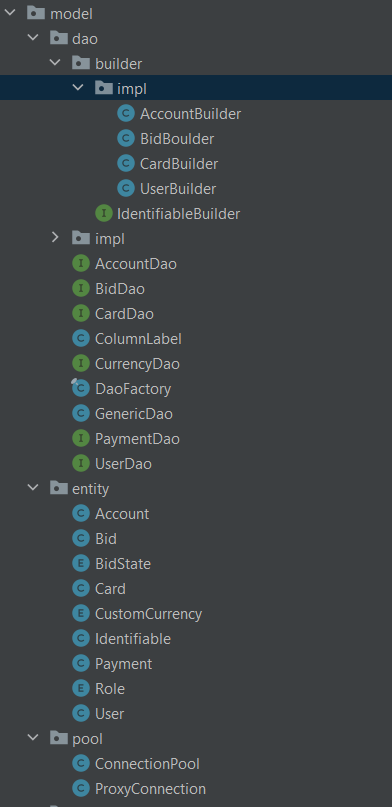 model
dao
builder
impl
C AccountBuilder
C BidBoulder
C CardBuilder
C UserBuilder
I IdentifiableBuilder
impl
I AccountDao
I BidDao
I CardDao
C ColumnLabel
I CurrencyDao
C DaoFactory
C GenericDao
I PaymentDao
I UserDao
entity
C Account
C Bid
E BidState
C Card
E CustomCurrency
C Identifiable
C Payment
E Role
C User
pool
C ConnectionPool
C ProxyConnection